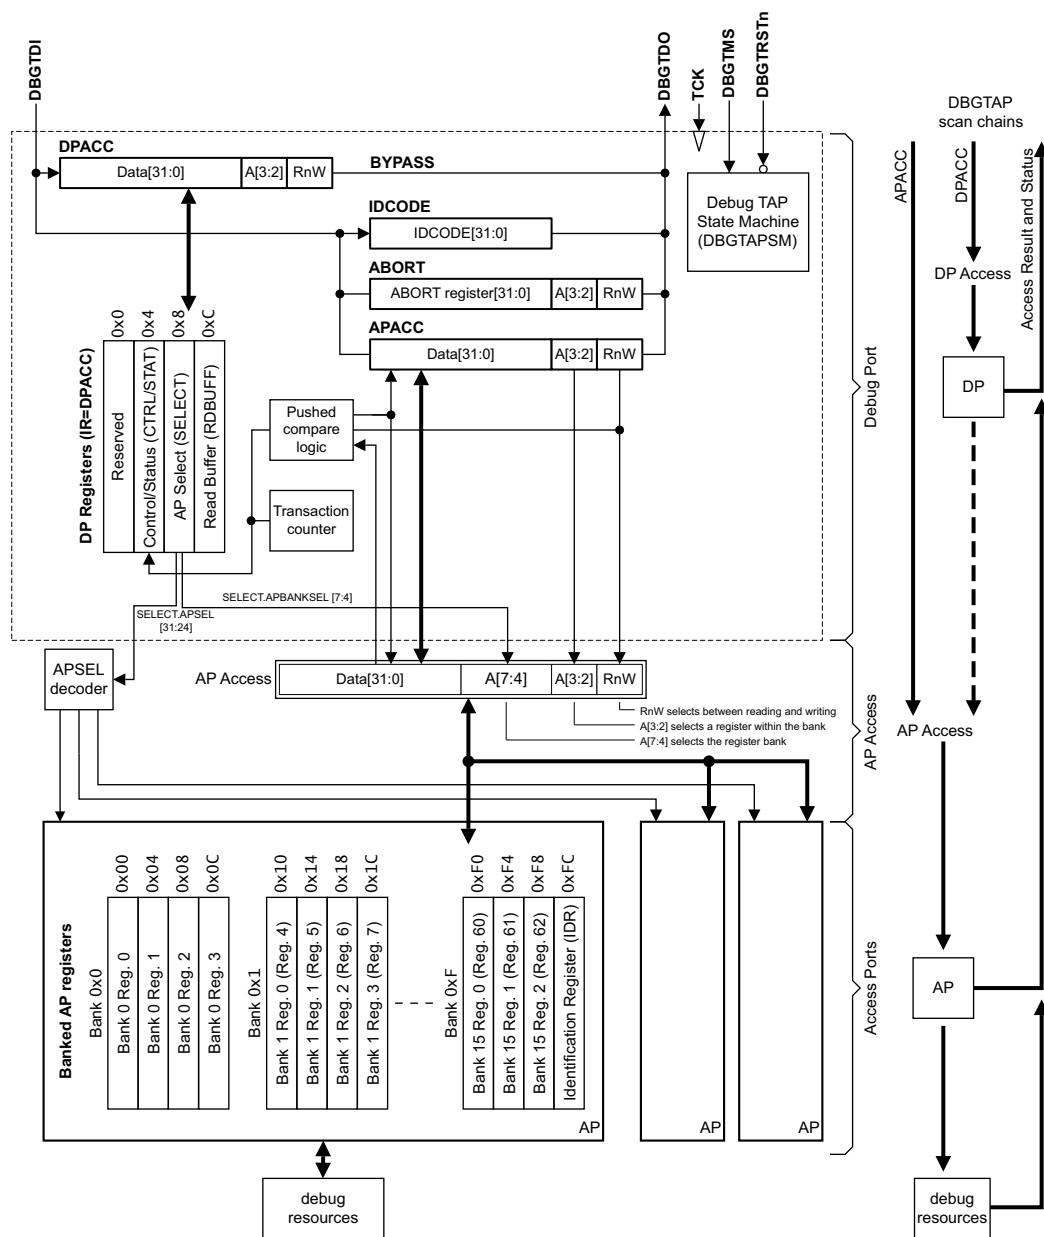 DBGTDI
DBGTDO
TCK
DBGTMS
DBGTRSTn
DBGTAP
scan chains
DPACC
Data[31:0]
A[3:2]
RnW
BYPASS
IDCODE
IDCODE[31:0]
ABORT
ABORT register[31:0]
A[3:2]
RnW
APACC
Data[31:0]
A[3:2]
RnW
Debug TAP
State Machine
(DBGTAPSM)
Debug Port
APACC
DPACC
Access Result and Status
DP Access
DP
DP Registers (IR=DPACC)
0x0
0x4
0x8
0xC
Reserved
Control/Status (CTRL/STAT)
AP Select (SELECT)
Read Buffer (RDBUFF)
Pushed
compare
logic
Transaction
counter
SELECT.APBANKSEL [7:4]
SELECT.APSEL
[31:24]
APSEL
decoder
AP Access
Data[31:0]
A[7:4]
A[3:2]
RnW
RnW selects between reading and writing
A[3:2] selects a register within the bank
A[7:4] selects the register bank
AP Access
AP Access
Banked AP registers
Bank 0x0
0x00
0x04
0x08
0x0C
Bank 0 Reg. 0
Bank 0 Reg. 1
Bank 0 Reg. 2
Bank 0 Reg. 3
Bank 0x1
0x10
0x14
0x18
0x1C
Bank 1 Reg. 0 (Reg. 4)
Bank 1 Reg. 1 (Reg. 5)
Bank 1 Reg. 2 (Reg. 6)
Bank 1 Reg. 3 (Reg. 7)
Bank 0xF
0xF0
0xF4
0xF8
0xFC
Bank 15 Reg. 0 (Reg. 60)
Bank 15 Reg. 1 (Reg. 61)
Bank 15 Reg. 2 (Reg. 62)
Identification Register (IDR)
AP
AP
AP
Access Ports
AP
debug
resources
debug
resources